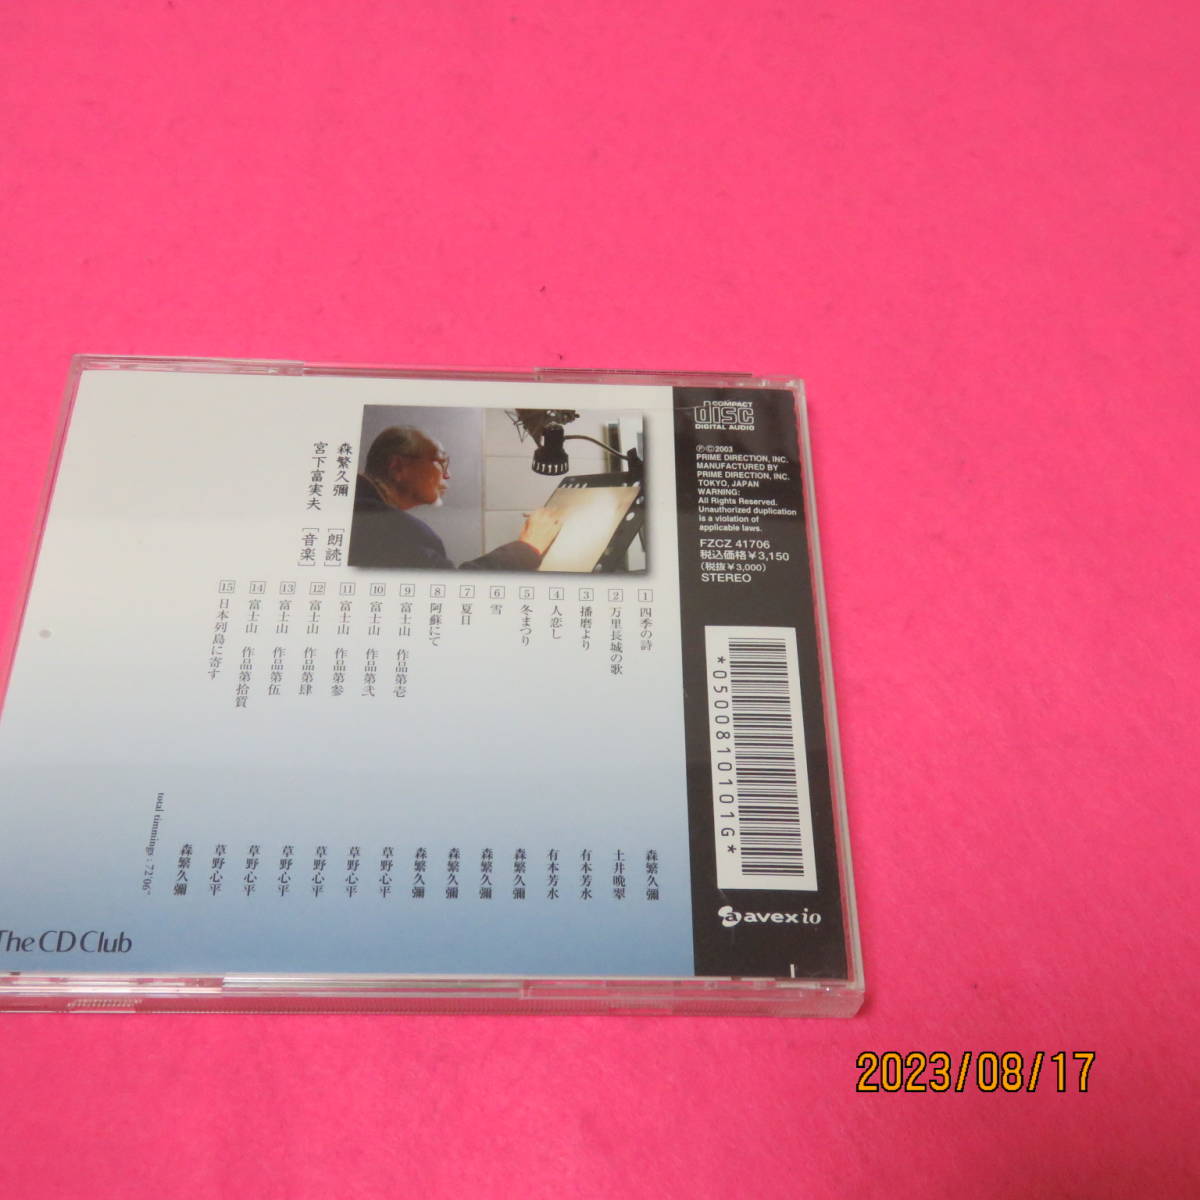 COMPACT
disc
DIGITAL AUDIO
Ⓟ©2003
PRIME DIRECTION, INC.
MANUFACTURED BY
PRIME DIRECTION, INC.
TOKYO, JAPAN
WARNING:
All Rights Reserved.
Unauthorized duplication
is a violation of
applicable laws.
FZCZ 41706
税込価格￥3,150
(税抜￥3,000)
STEREO
*0500810101G*
avex io
森繁久彌 [朗読]
宮下富実夫 [音楽]
1 四季の詩 森繁久彌
2 万里長城の歌 土井晩翠
3 播磨より 有本芳水
4 人恋し 有本芳水
5 冬まつり 森繁久彌
6 雪 森繁久彌
7 夏日 森繁久彌
8 阿蘇にて 森繁久彌
9 富士山 作品第壱 草野心平
10 富士山 作品第弐 草野心平
11 富士山 作品第参 草野心平
12 富士山 作品第肆 草野心平
13 富士山 作品第伍 草野心平
14 富士山 作品第拾質 草野心平
15 日本列島に寄す 森繁久彌
total timmings : 72'06"
The CD Club
2023/08/17